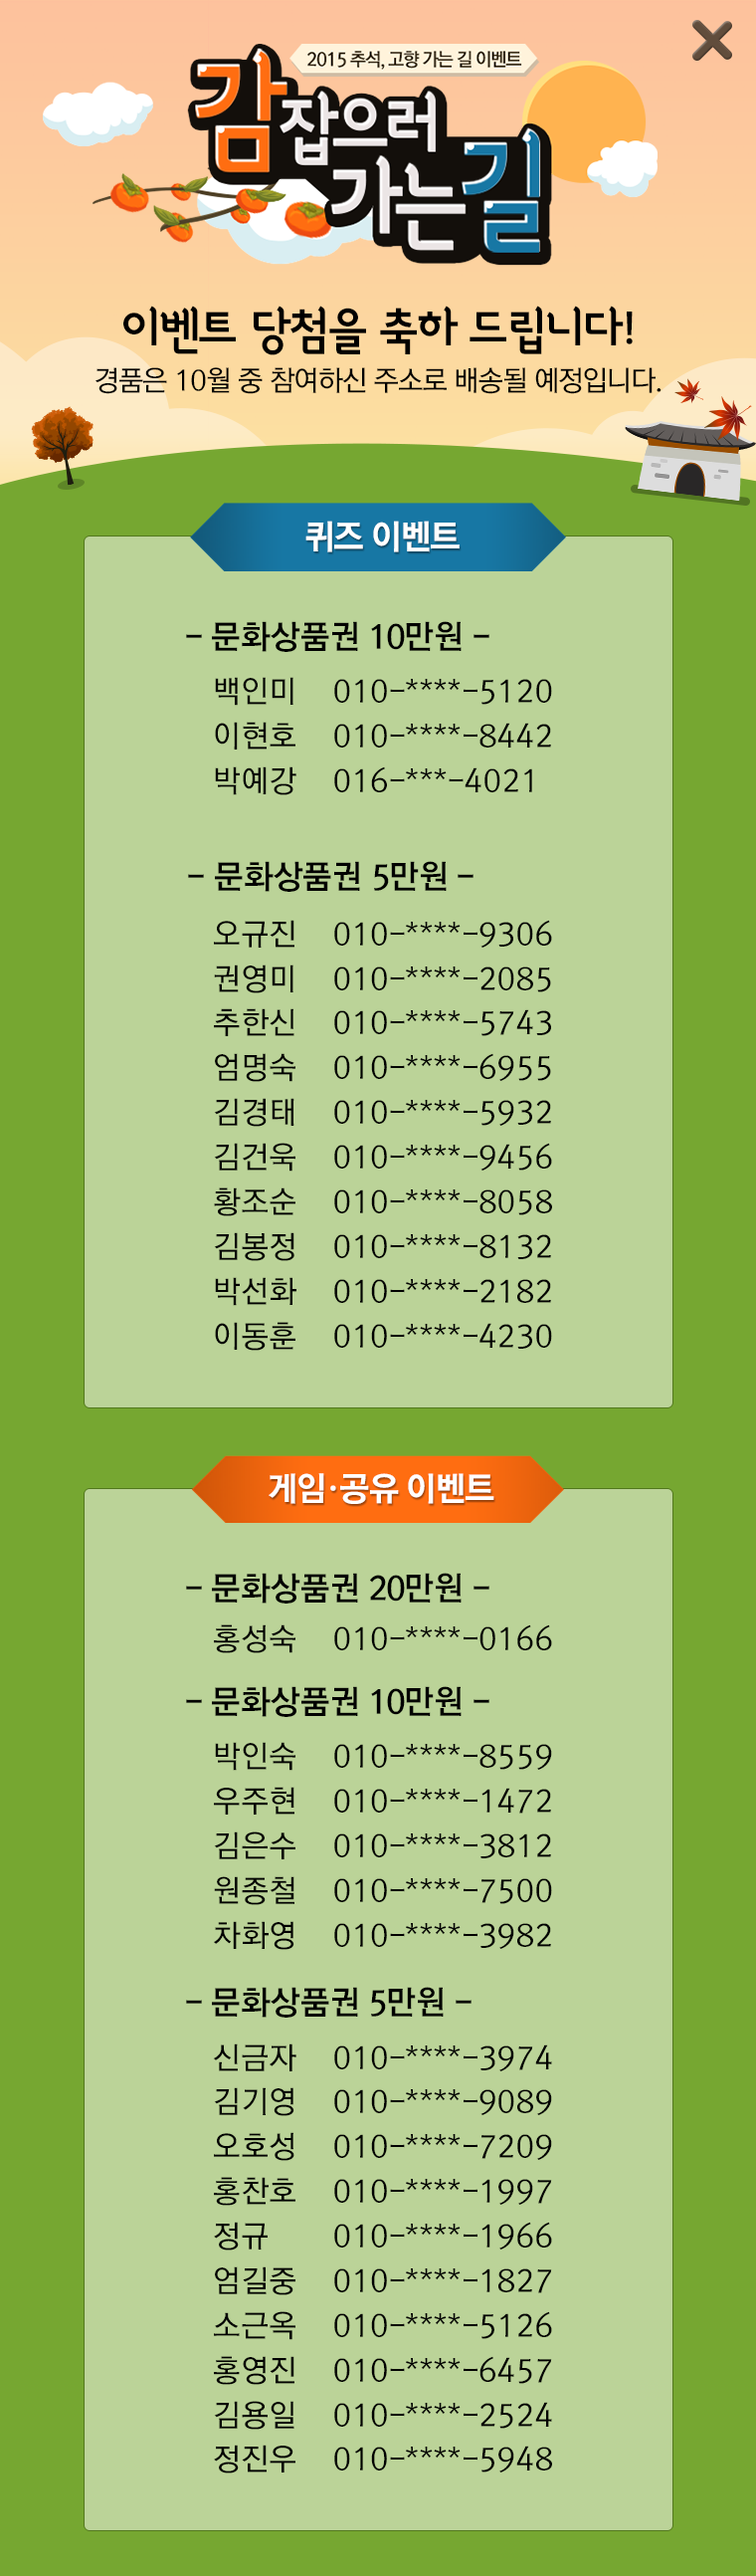 2015 추석, 고향 가는 길 이벤트
감잡으러
가는길
이벤트 당첨을 축하 드립니다!
경품은 10월 중 참여하신 주소로 배송될 예정입니다.
퀴즈 이벤트
- 문화상품권 10만원 -
백인미 010-****-5120
이현호 010-****-8442
박예강 016-***-4021
- 문화상품권 5만원 -
오규진 010-****-9306
권영미 010-****-2085
추한신 010-****-5743
엄명숙 010-****-6955
김경태 010-****-5932
김건욱 010-****-9456
황조순 010-****-8058
김봉정 010-****-8132
박선화 010-****-2182
이동훈 010-****-4230
게임·공유 이벤트
- 문화상품권 20만원 -
홍성숙 010-****-0166
- 문화상품권 10만원 -
박인숙 010-****-8559
우주현 010-****-1472
김은수 010-****-3812
원종철 010-****-7500
차화영 010-****-3982
- 문화상품권 5만원 -
신금자 010-****-3974
김기영 010-****-9089
오호성 010-****-7209
홍찬호 010-****-1997
정규 010-****-1966
엄길중 010-****-1827
소근옥 010-****-5126
홍영진 010-****-6457
김용일 010-****-2524
정진우 010-****-5948